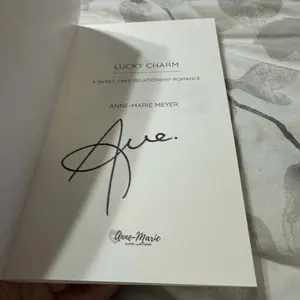 LUCKY CHARM
A SWEET, FAKE RELATIONSHIP ROMANCE
ANNE-MARIE MEYER
Anne-Marie